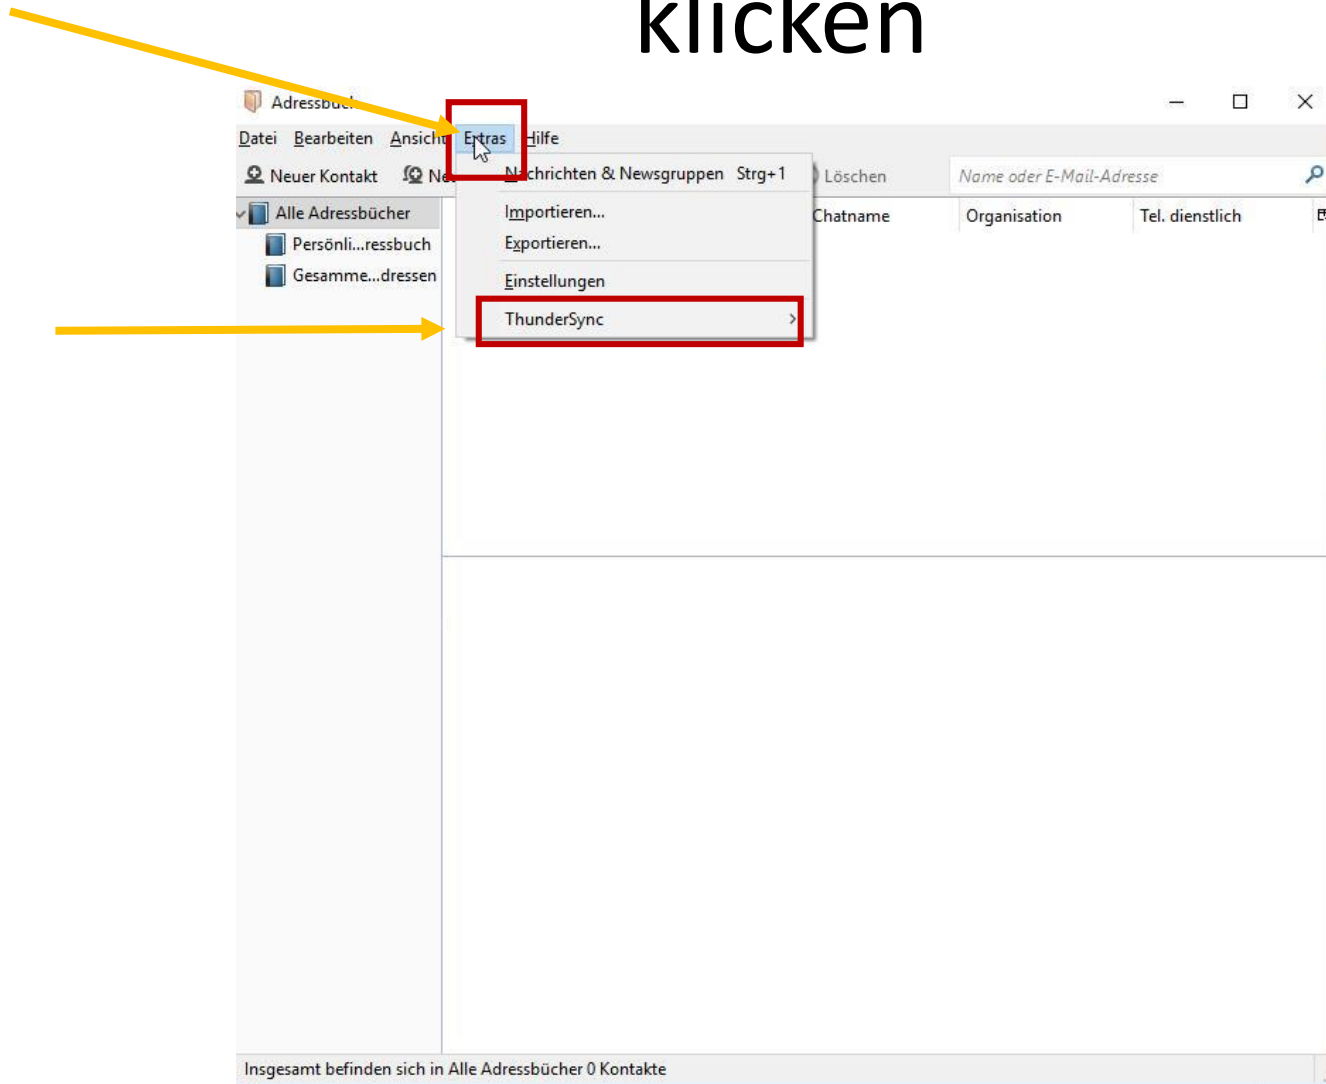 klicken
Adressbuch
Datei Bearbeiten Ansicht Extras Hilfe
Neuer Kontakt
Löschen
Name oder E-Mail-Adresse
Nachrichten & Newsgruppen Strg+1
Importieren...
Exportieren...
Einstellungen
ThunderSync
Alle Adressbücher
Persönli...ressbuch
Gesamme...dressen
Chatname Organisation Tel. dienstlich
Insgesamt befinden sich in Alle Adressbücher 0 Kontakte